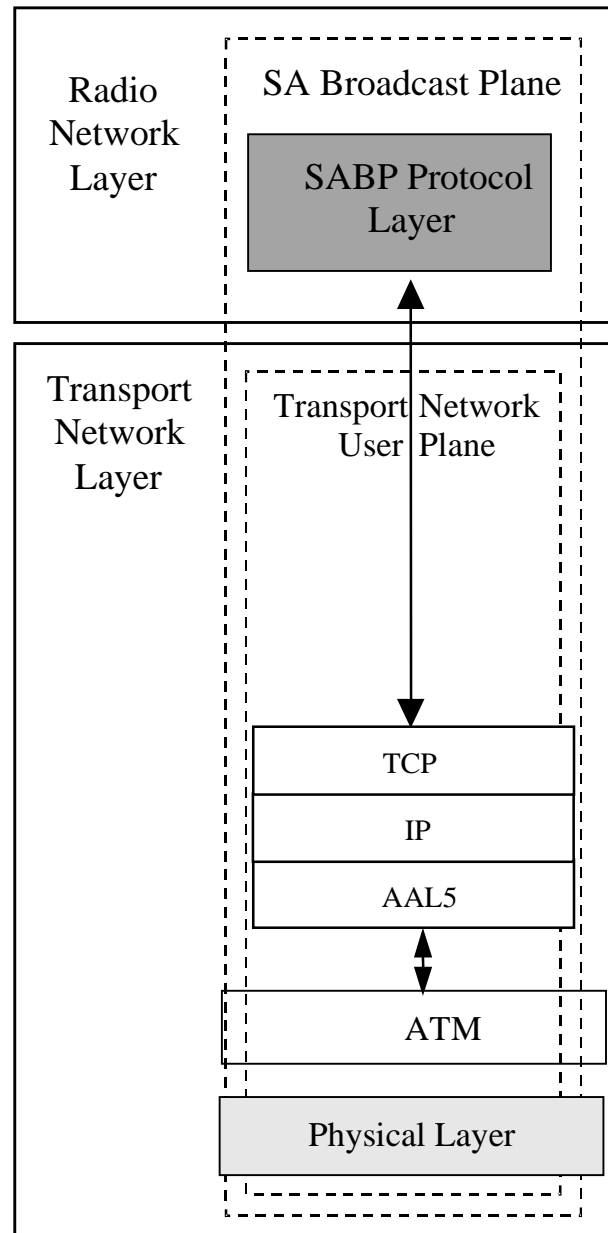 Radio
Network
Layer
SA Broadcast Plane
SABP Protocol
Layer
Transport
Network
Layer
Transport Network
User Plane
TCP
IP
AAL5
ATM
Physical Layer